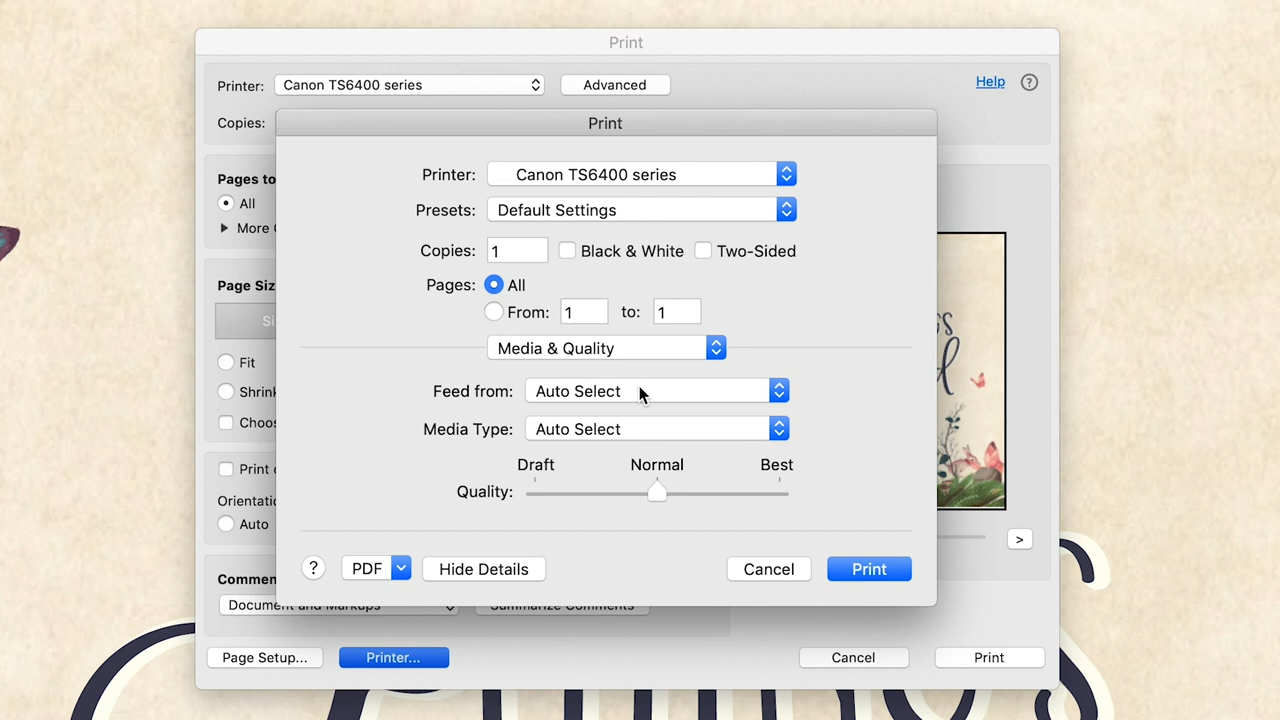 Print
Printer: Canon TS6400 series Advanced Help ?
Copies:
Print
Printer: Canon TS6400 series
Presets: Default Settings
Copies: 1 Black & White Two-Sided
Pages: All
From: 1 to: 1
Media & Quality
Feed from: Auto Select
Media Type: Auto Select
Draft Normal Best
Quality:
? PDF Hide Details Cancel Print
Pages to
All
More
Page Siz
Si
Fit
Shrink
Choos
Print
Orientati
Auto
>
Commen
Document and Markups Summarize Comments
Page Setup... Printer... Cancel Print